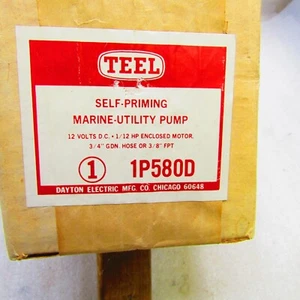 TEEL
SELF-PRIMING
MARINE-UTILITY PUMP
12 VOLTS D.C. • 1/12 HP ENCLOSED MOTOR,
3/4" GDN. HOSE OR 3/8" FPT
1 1P580D
DAYTON ELECTRIC MFG. CO. CHICAGO 60648